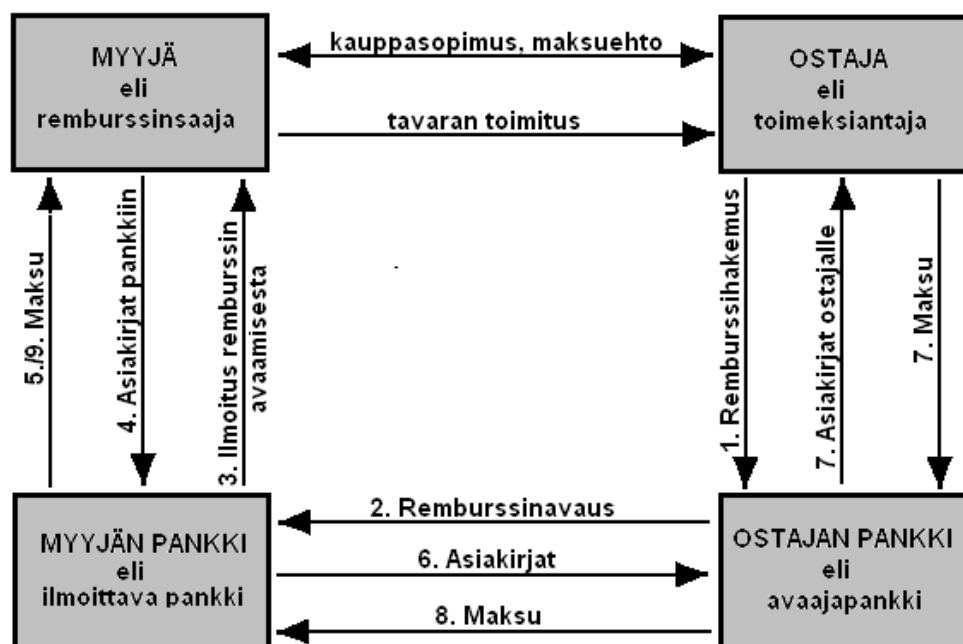 MYYJÄ
eli
remburssinsaaja
kauppasopimus, maksuehto
tavaran toimitus
OSTAJA
eli
toimeksiantaja
5./9. Maksu
4. Asiakirjat pankkiin
3. Ilmoitus remburssin
avaamisesta
1. Remburssihakemus
7. Asiakirjat ostajalle
7. Maksu
MYYJÄN PANKKI
eli
ilmoittava pankki
2. Remburssinavaus
6. Asiakirjat
8. Maksu
OSTAJAN PANKKI
eli
avaajapankki